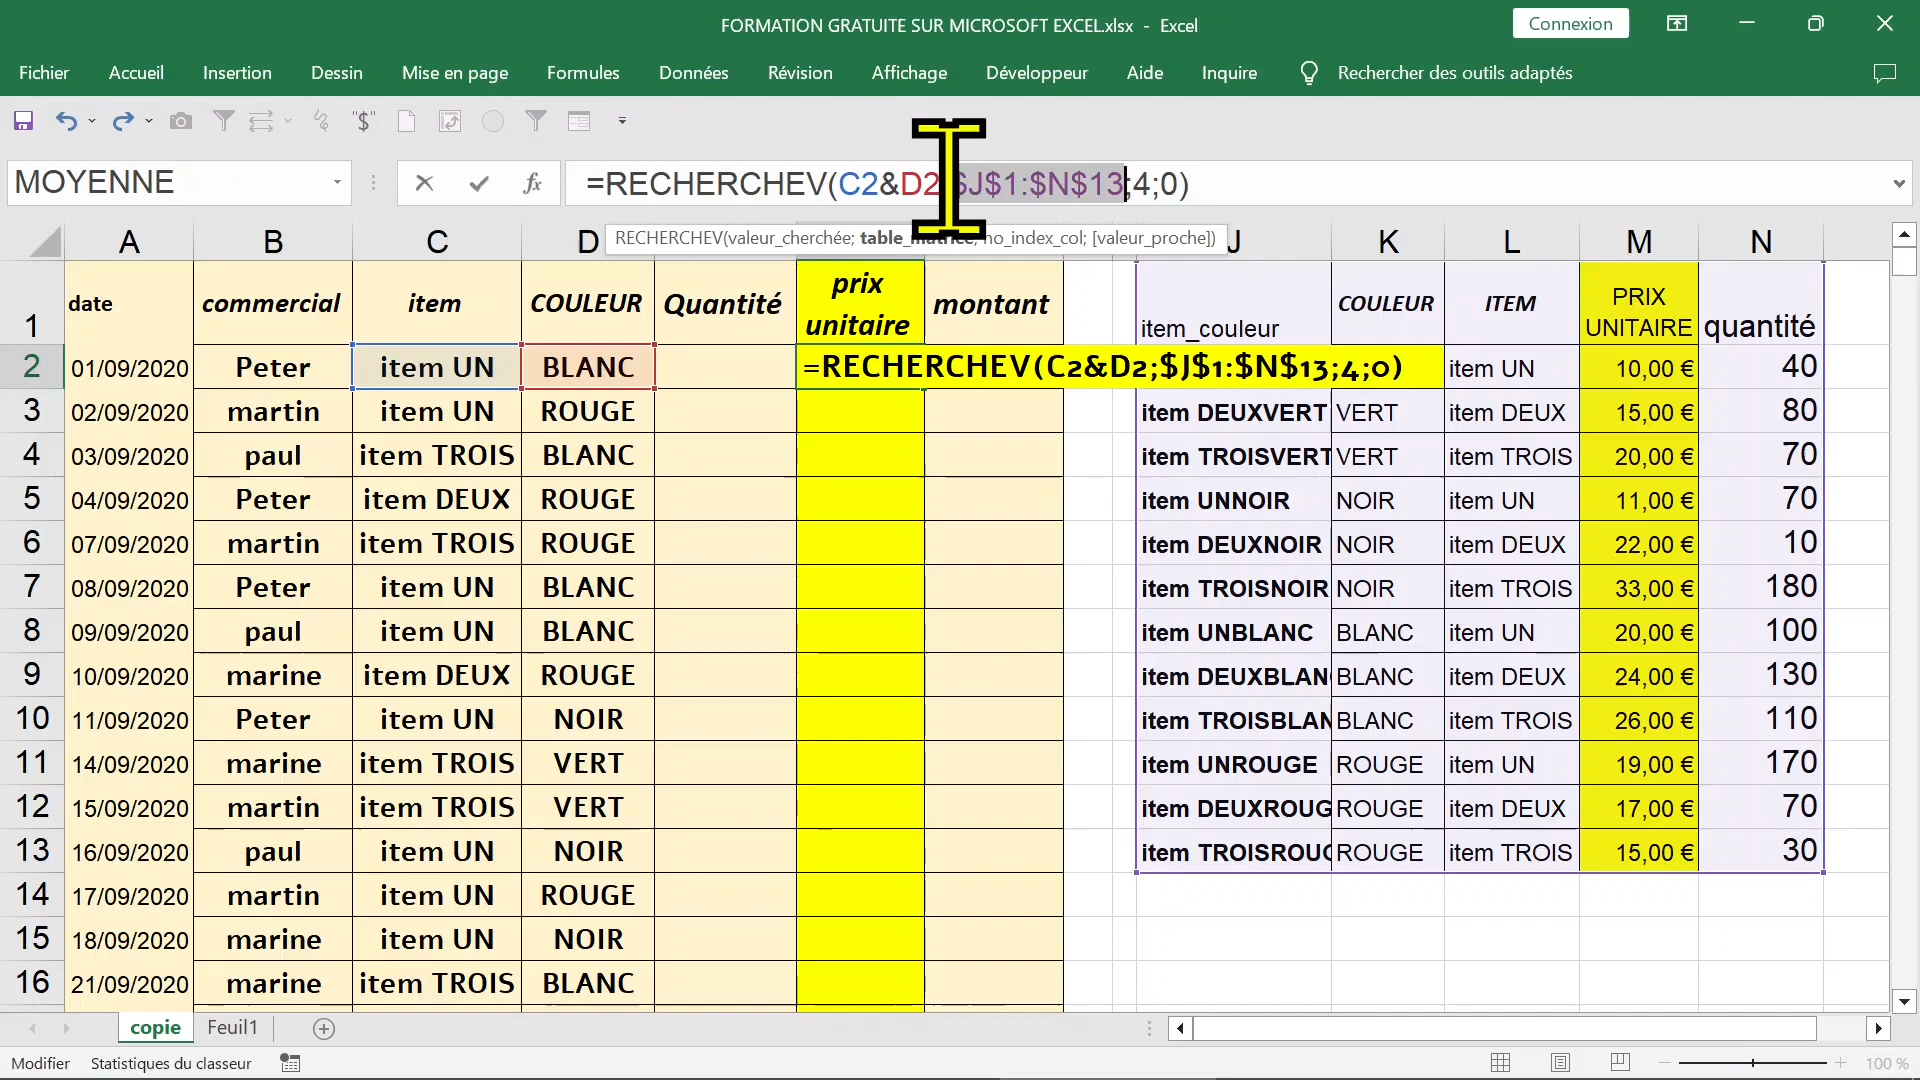 FORMATION GRATUITE SUR MICROSOFT EXCEL.xlsx - Excel
Connexion
Fichier Accueil Insertion Dessin Mise en page Formules Données Révision Affichage Développeur Aide Inquire Rechercher des outils adaptés
"$"
MOYENNE fx =RECHERCHEV(C2&D2;$J$1:$N$13;4;0)
RECHERCHEV(valeur_cherchée; table_matrice; no_index_col; [valeur_proche])
A B C D J K L M N
1 date commercial item COULEUR Quantité prix unitaire montant item_couleur COULEUR ITEM PRIX UNITAIRE quantité
2 01/09/2020 Peter item UN BLANC =RECHERCHEV(C2&D2;$J$1:$N$13;4;0) item UN 10,00 € 40
3 02/09/2020 martin item UN ROUGE item DEUXVERT VERT item DEUX 15,00 € 80
4 03/09/2020 paul item TROIS BLANC item TROISVERT VERT item TROIS 20,00 € 70
5 04/09/2020 Peter item DEUX ROUGE item UNNOIR NOIR item UN 11,00 € 70
6 07/09/2020 martin item TROIS ROUGE item DEUXNOIR NOIR item DEUX 22,00 € 10
7 08/09/2020 Peter item UN BLANC item TROISNOIR NOIR item TROIS 33,00 € 180
8 09/09/2020 paul item UN BLANC item UNBLANC BLANC item UN 20,00 € 100
9 10/09/2020 marine item DEUX ROUGE item DEUXBLAN BLANC item DEUX 24,00 € 130
10 11/09/2020 Peter item UN NOIR item TROISBLAN BLANC item TROIS 26,00 € 110
11 14/09/2020 marine item TROIS VERT item UNROUGE ROUGE item UN 19,00 € 170
12 15/09/2020 martin item TROIS VERT item DEUXROUG ROUGE item DEUX 17,00 € 70
13 16/09/2020 paul item UN NOIR item TROISROUG ROUGE item TROIS 15,00 € 30
14 17/09/2020 martin item UN ROUGE
15 18/09/2020 marine item UN NOIR
16 21/09/2020 marine item TROIS BLANC
copie Feuil1
Modifier Statistiques du classeur 100 %